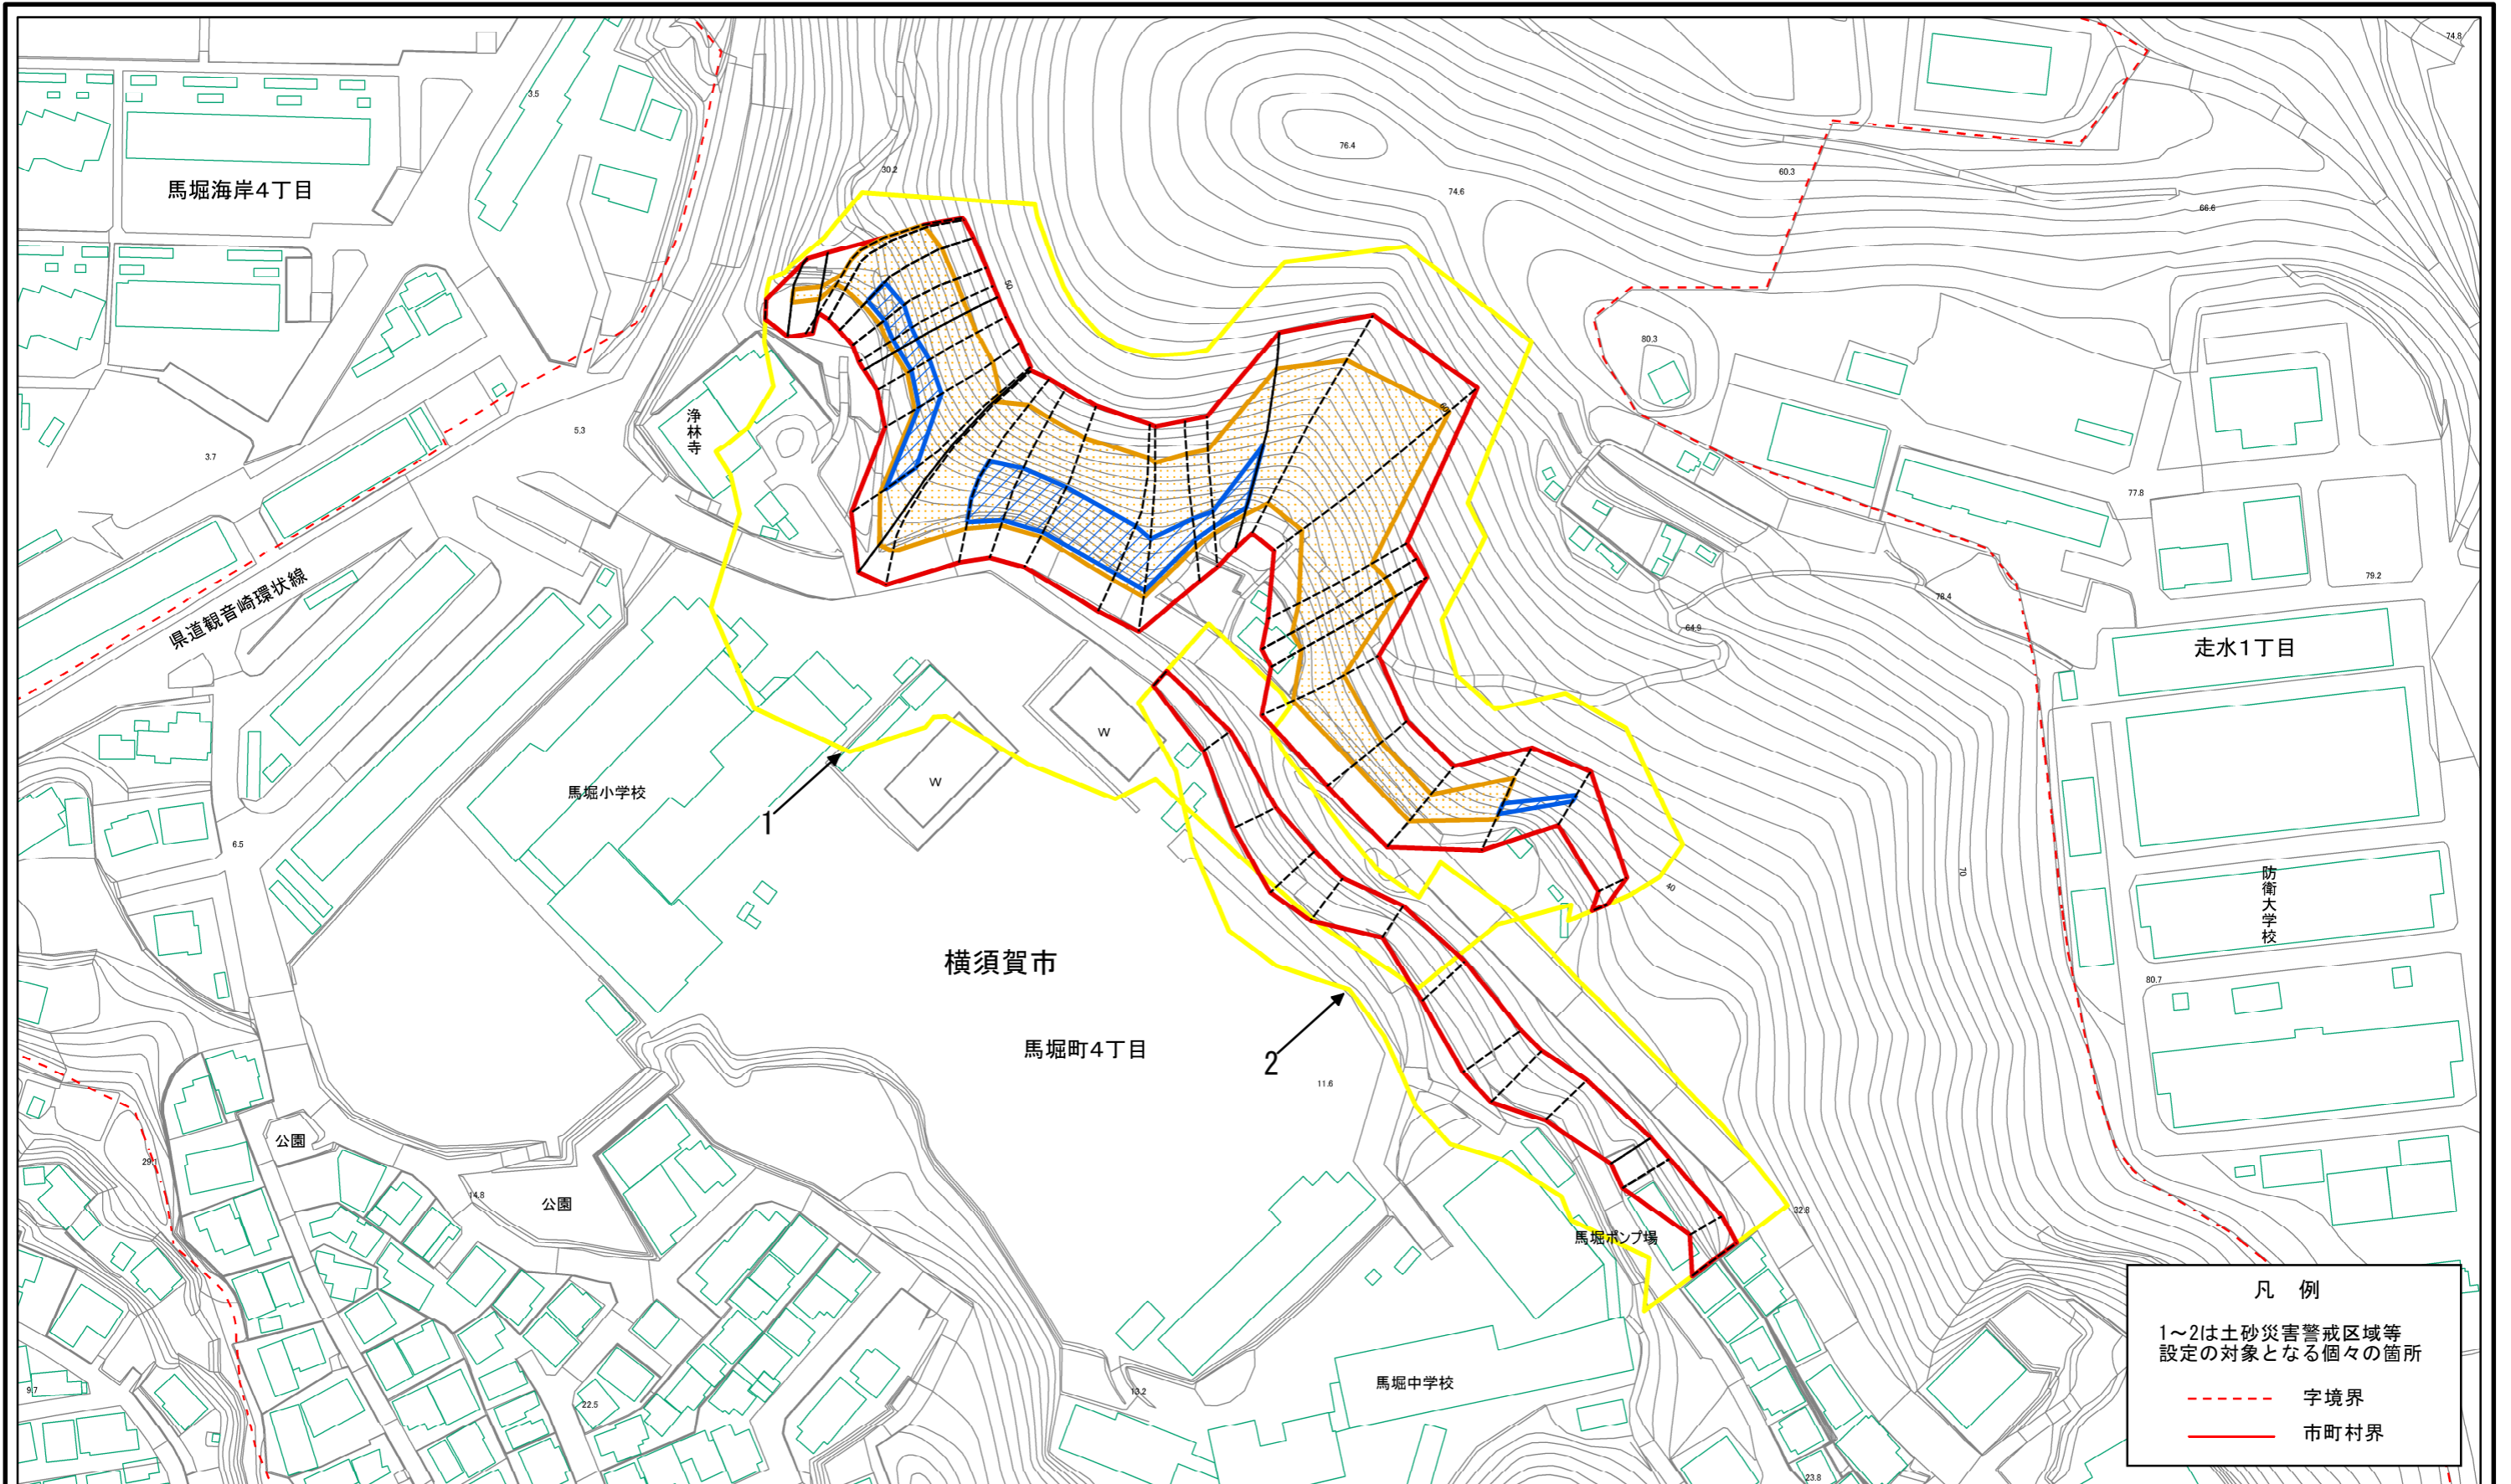 74.8
3.5
76.4
30.2
60.3
74.6
馬堀海岸4丁目
66.6
80.3
浄林寺
5.3
3.7
77.8
79.2
県道観音崎環状線
78.4
64.9
走水1丁目
W
W
馬堀小学校
1
6.5
70
40
防衛大学校
横須賀市
80.7
馬堀町4丁目
2
11.6
公園
29.1
14.8
公園
32.8
馬堀ポンプ場
凡 例
1～2は土砂災害警戒区域等
設定の対象となる個々の箇所
字境界
市町村界
馬堀中学校
9.7
13.2
22.5
23.8